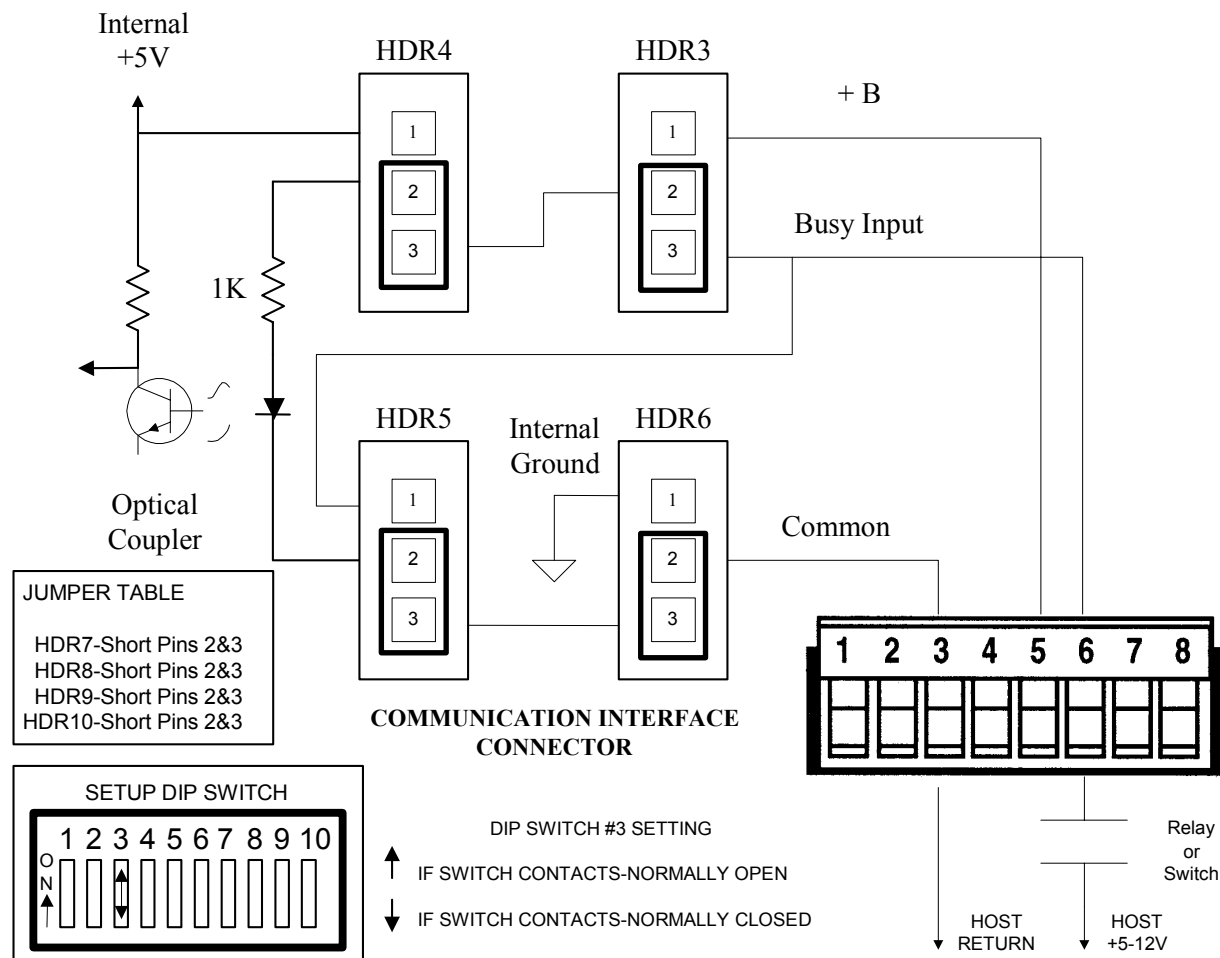 Internal
+5V
HDR4
HDR3
+ B
1
2
3
1
2
3
Busy Input
1K
HDR5
Internal
Ground
HDR6
1
2
3
1
2
3
Optical
Coupler
Common
JUMPER TABLE
HDR7-Short Pins 2&3
HDR8-Short Pins 2&3
HDR9-Short Pins 2&3
HDR10-Short Pins 2&3
1 2 3 4 5 6 7 8
COMMUNICATION INTERFACE
CONNECTOR
SETUP DIP SWITCH
1 2 3 4 5 6 7 8 9 10
ON
DIP SWITCH #3 SETTING
IF SWITCH CONTACTS-NORMALLY OPEN
IF SWITCH CONTACTS-NORMALLY CLOSED
Relay
or
Switch
HOST
RETURN
HOST
+5-12V